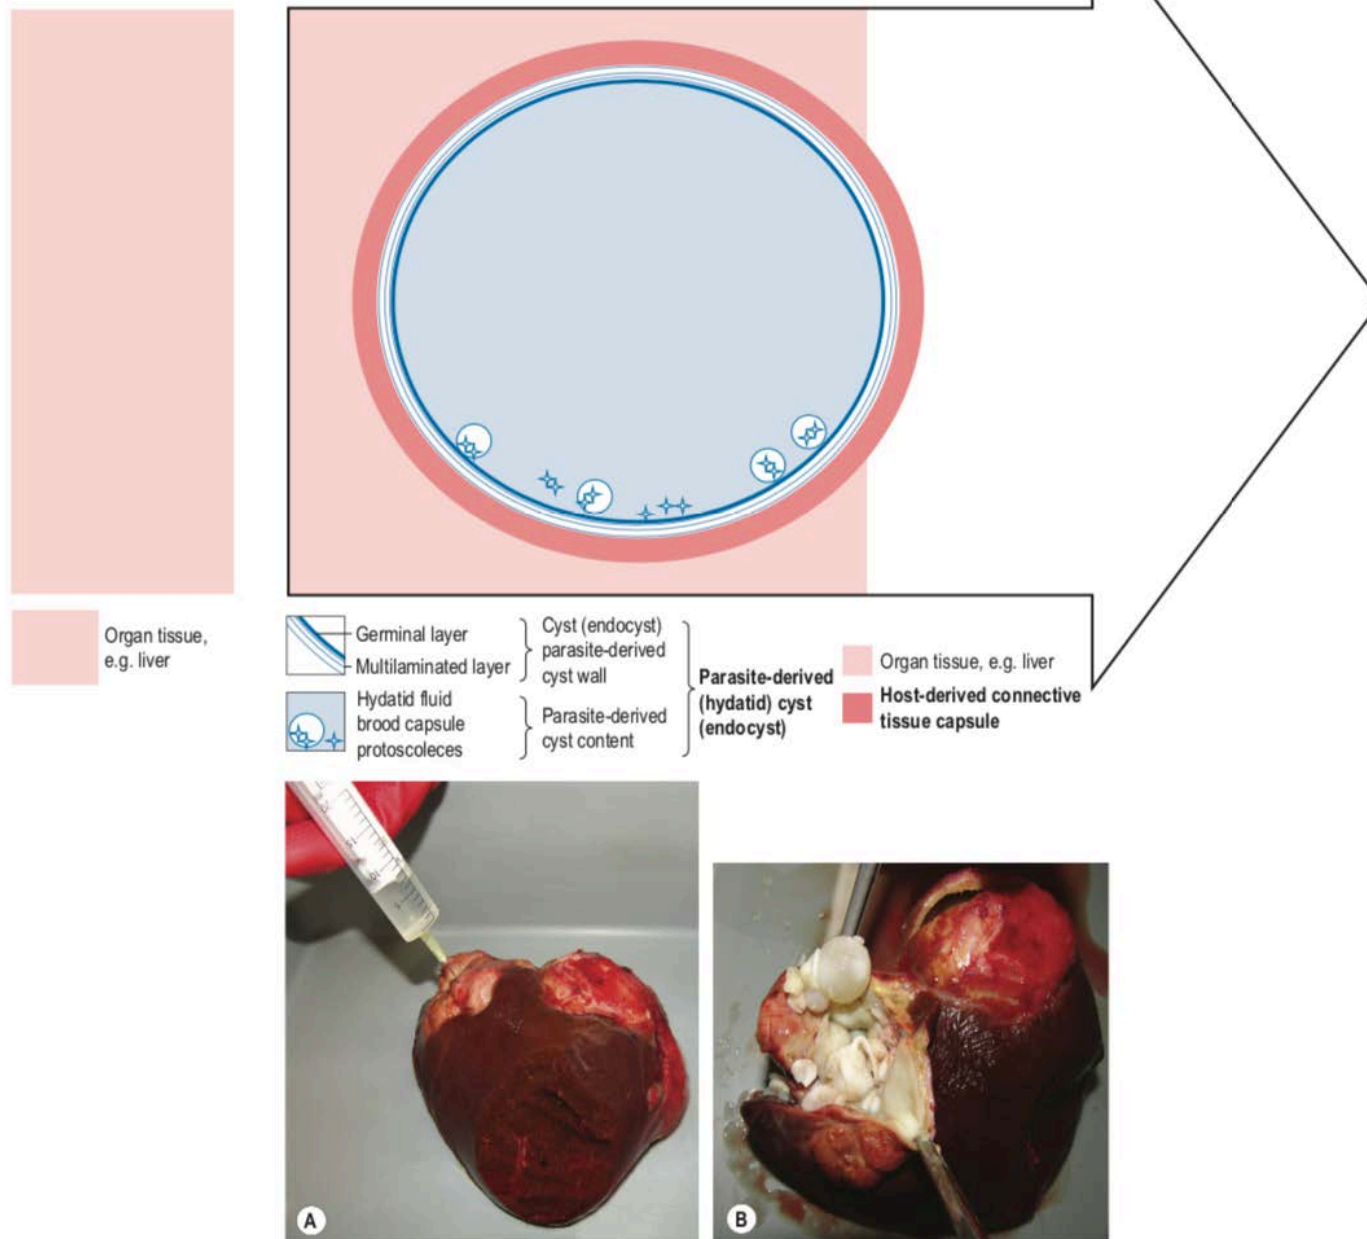 Organ tissue,
e.g. liver
Germinal layer
Multilaminated layer
Cyst (endocyst)
parasite-derived
cyst wall
Hydatid fluid
brood capsule
protoscoleces
Parasite-derived
cyst content
Parasite-derived
(hydatid) cyst
(endocyst)
Organ tissue, e.g. liver
Host-derived connective
tissue capsule
A
B